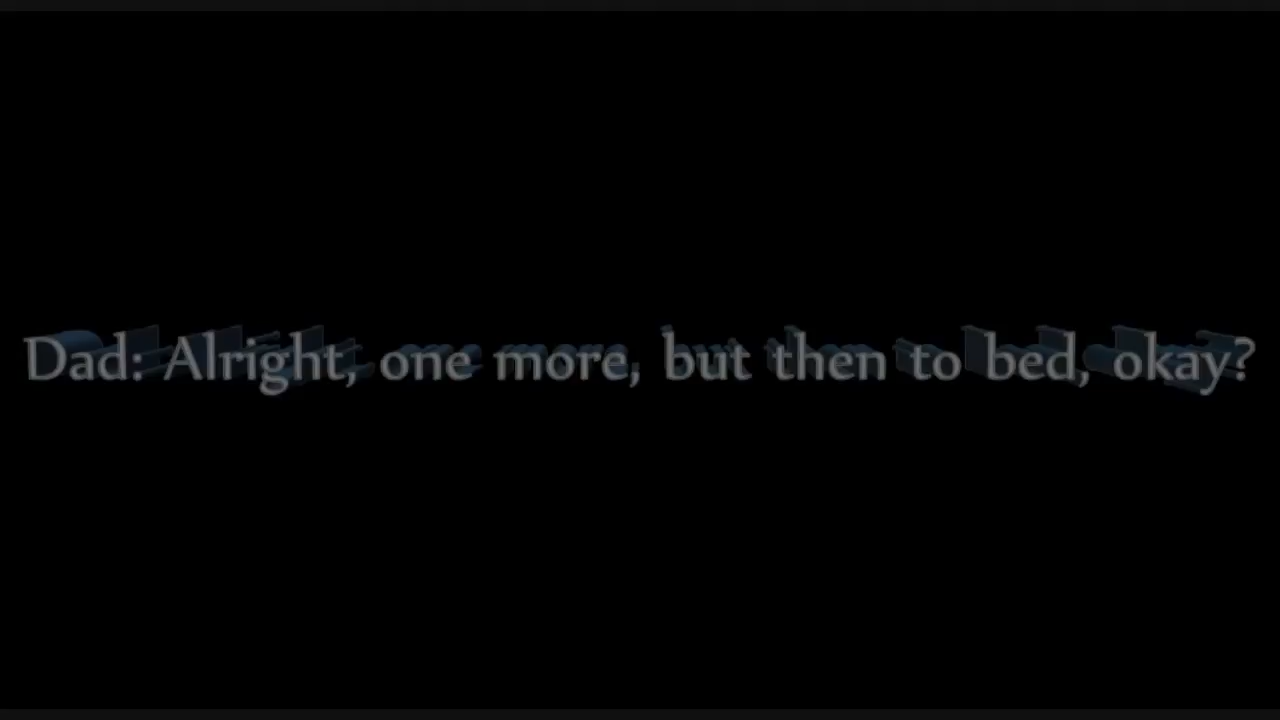 Dad: Alright, one more, but then to bed, okay?